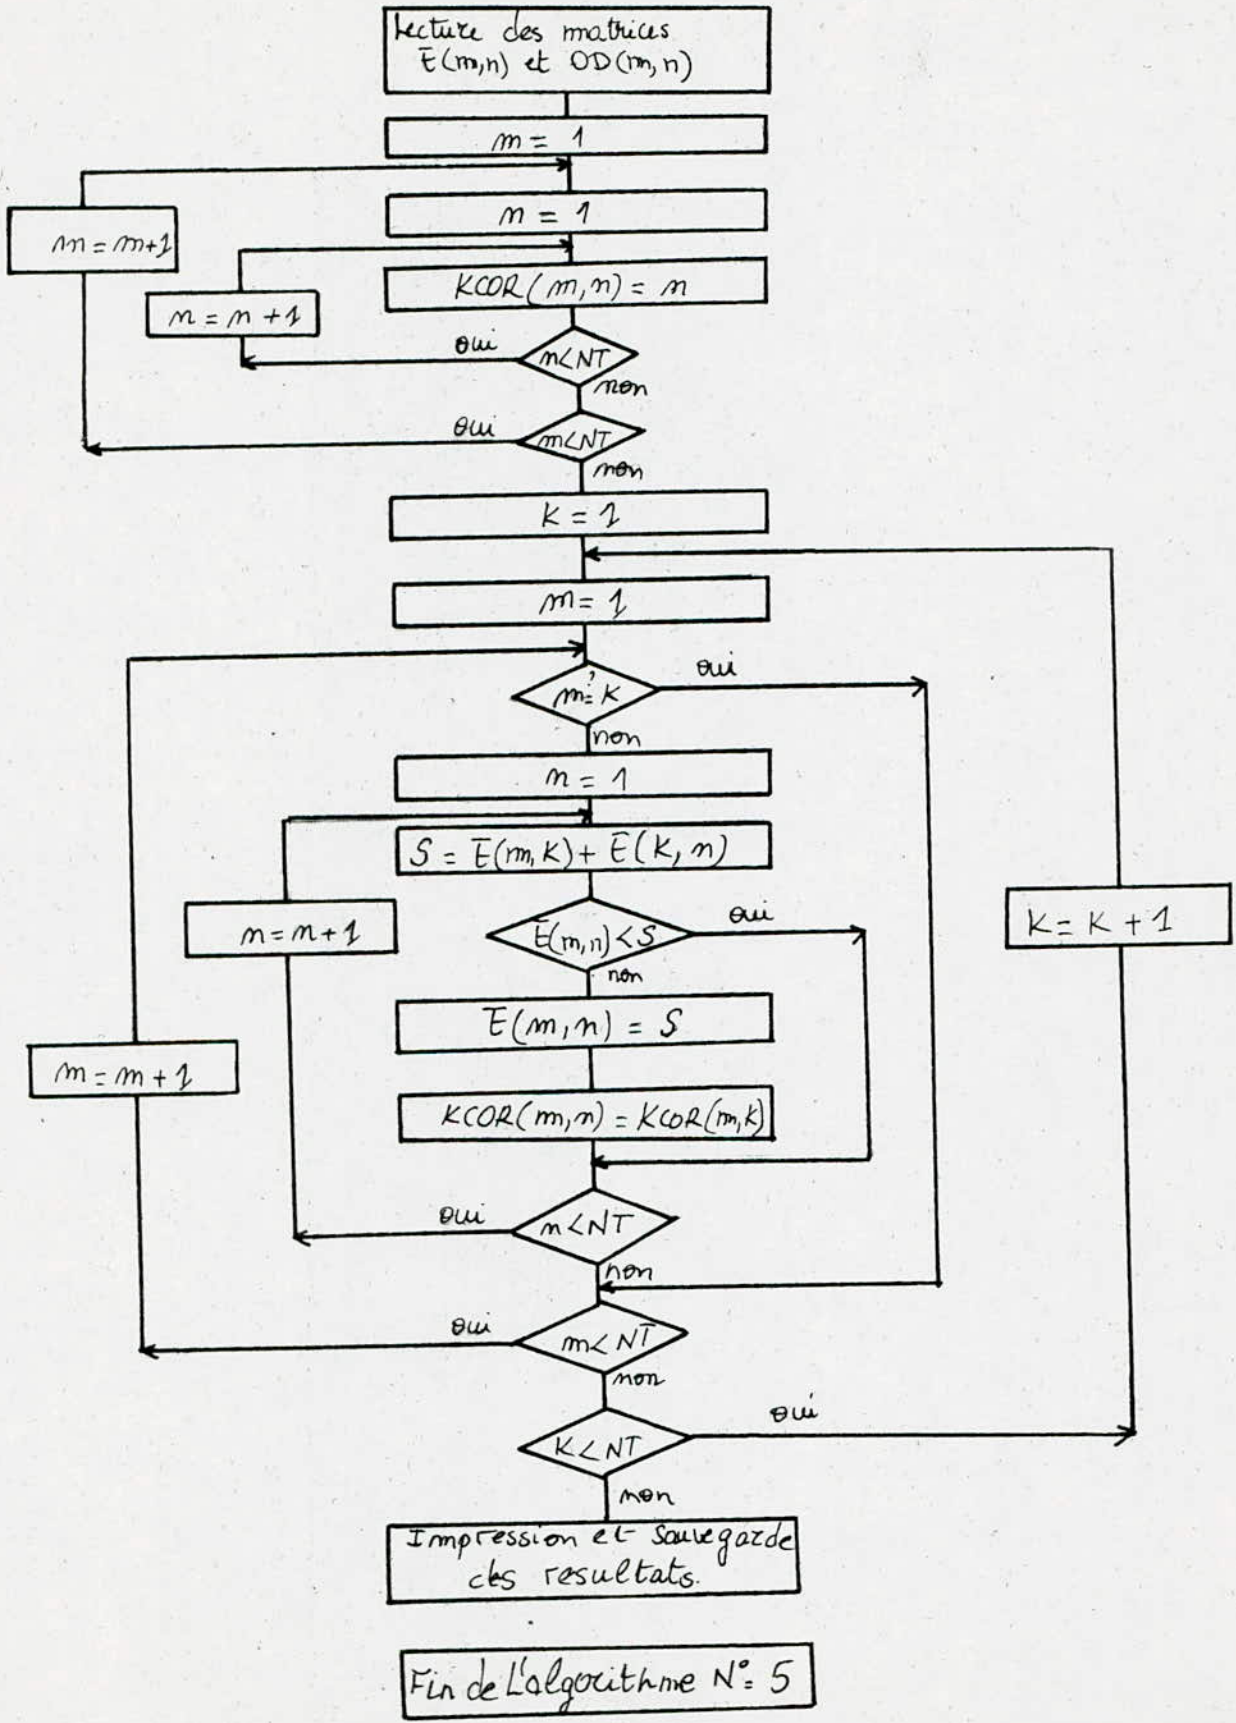 Lecture des matrices
E(m,n) et OD(m,n)
m = 1
n = 1
m = m+1
KCOR(m,n) = n
n = n+1
oui
n<NT
non
oui
m<NT
non
K = 1
m = 1
oui
m = K
non
n = 1
S = E(m,K) + E(K,n)
K = K + 1
n = n+1
E(m,n) < S
oui
non
E(m,n) = S
m = m + 1
KCOR(m,n) = KCOR(m,K)
oui
n<NT
non
oui
m<NT
non
oui
K<NT
non
Impression et sauvegarde
des resultats.
Fin de L'algorithme N°= 5